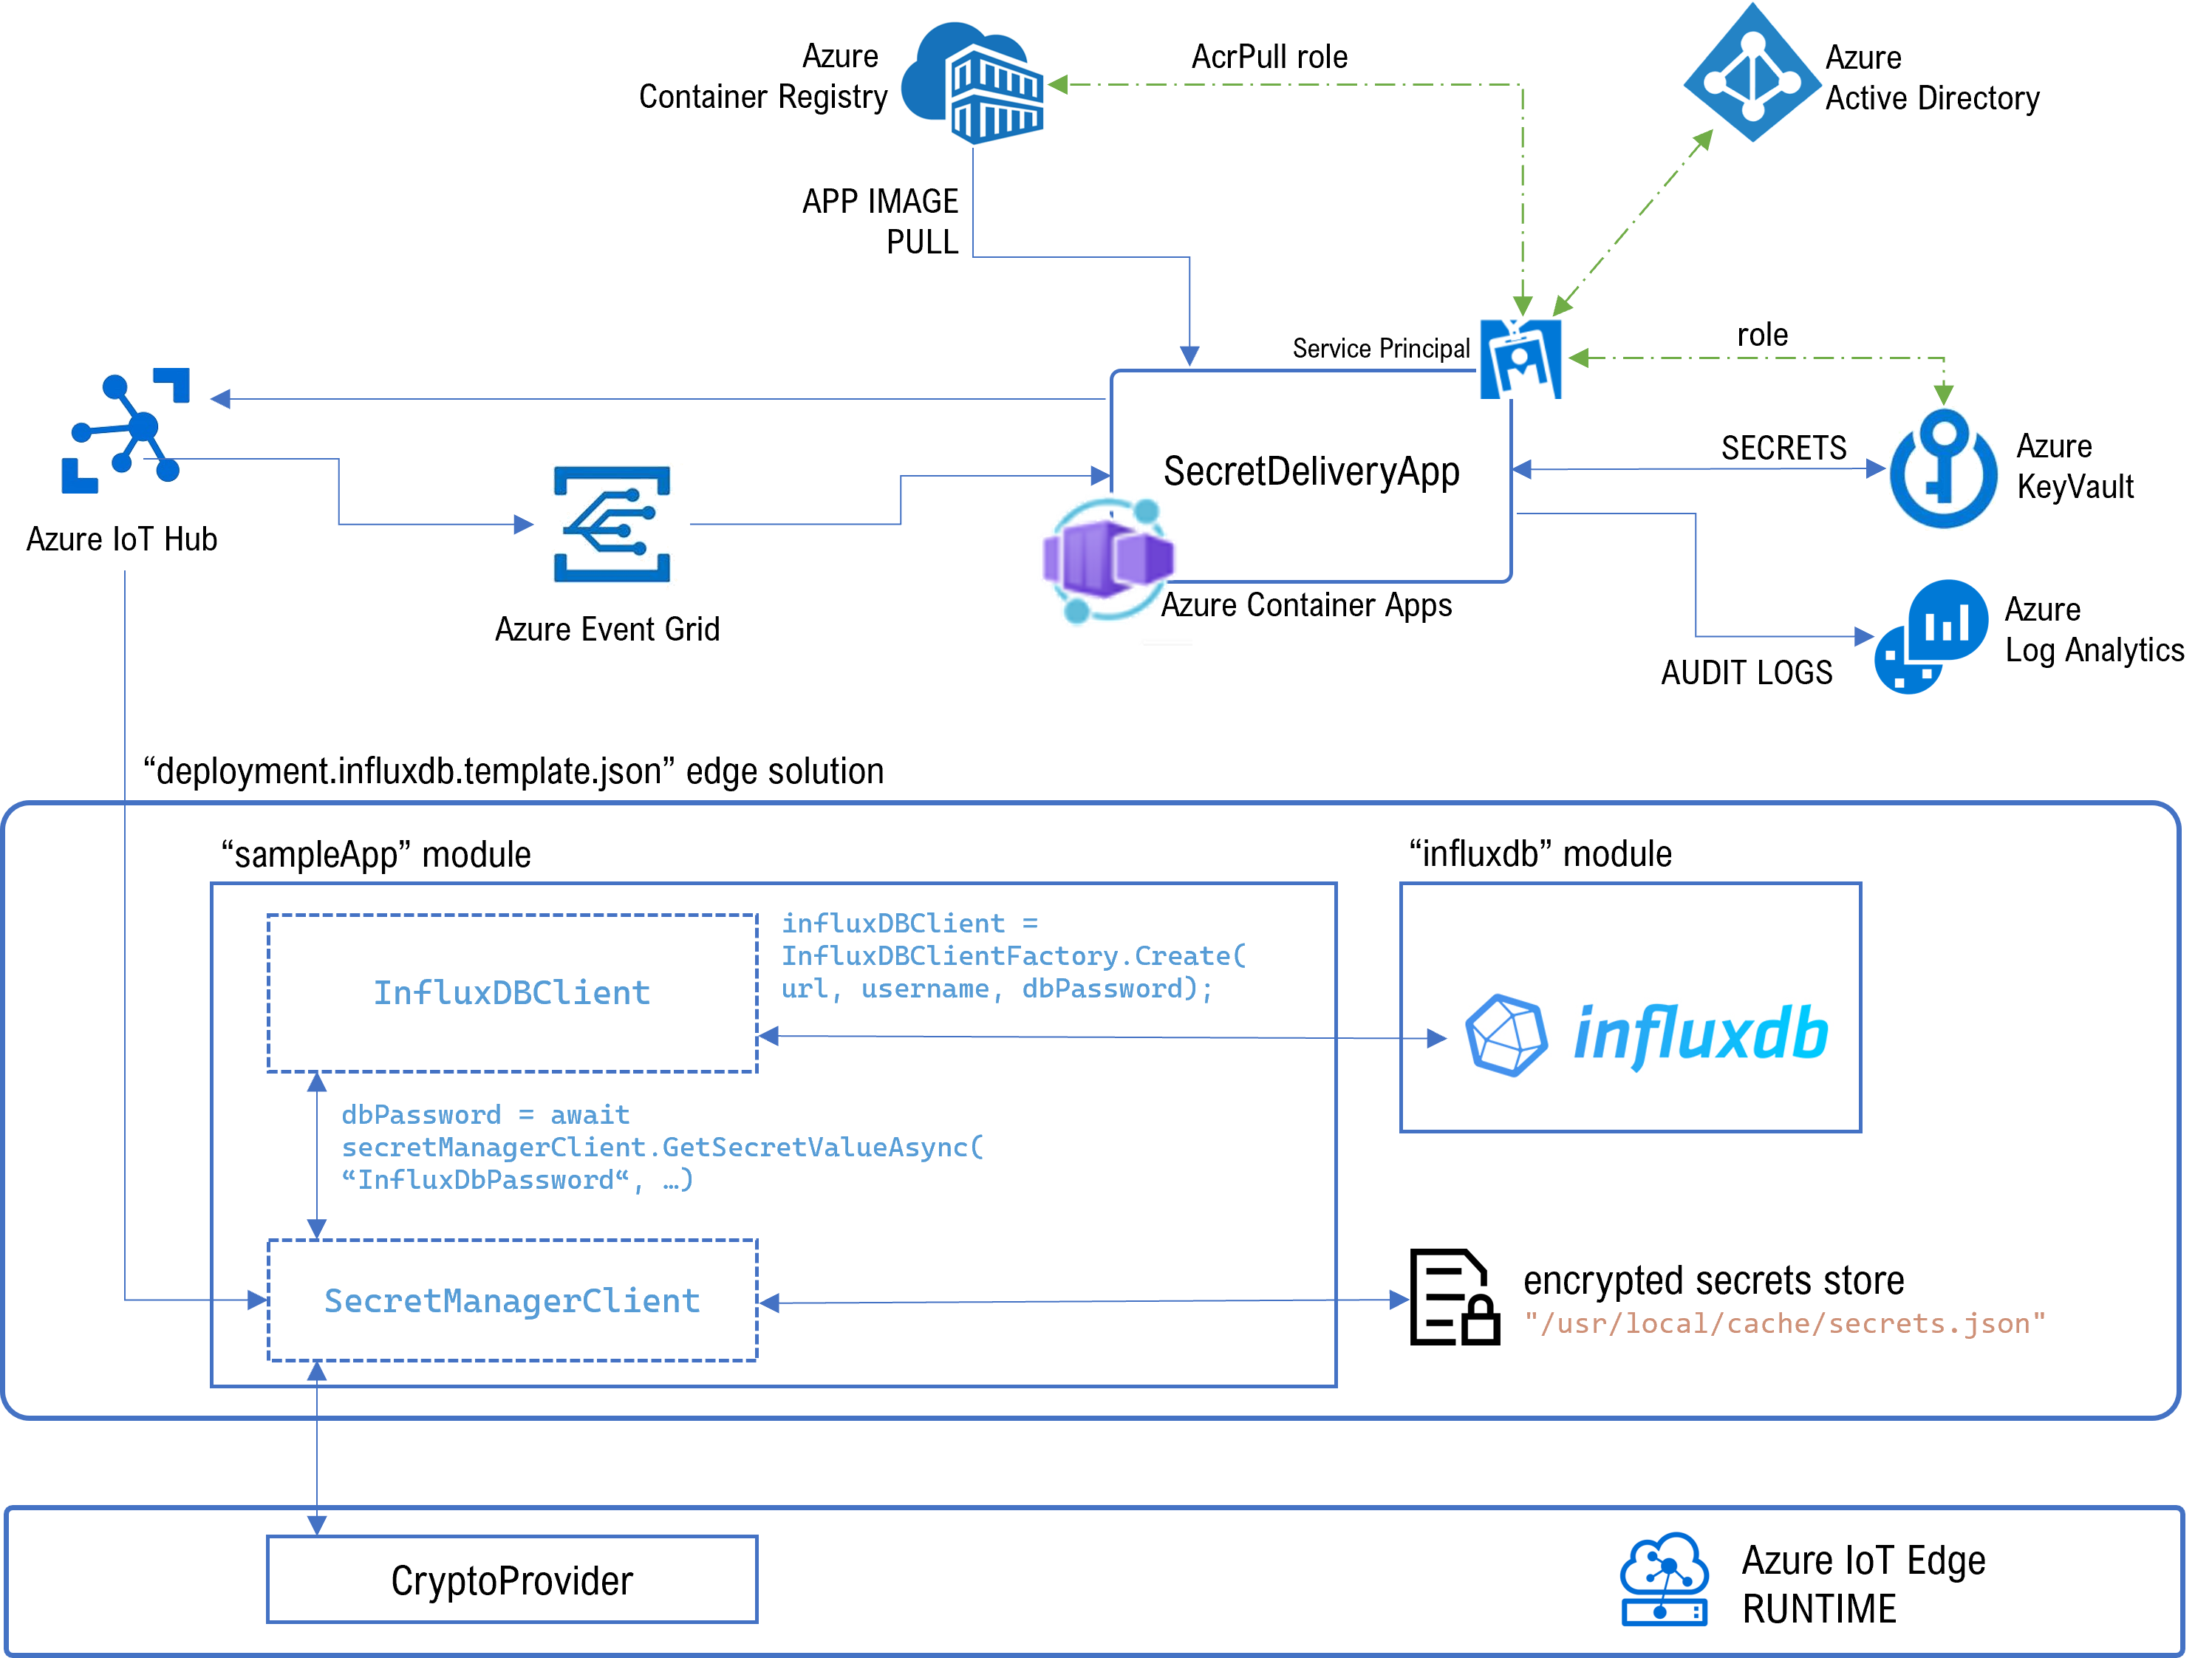 Azure
Container Registry
AcrPull role
Azure
Active Directory
APP IMAGE
PULL
Service Principal
role
SecretDeliveryApp
SECRETS
Azure
KeyVault
Azure IoT Hub
Azure Event Grid
Azure Container Apps
Azure
Log Analytics
AUDIT LOGS
“deployment.influxdb.template.json” edge solution
“sampleApp” module
“influxdb” module
influxDBClient =
InfluxDBClientFactory.Create(
url, username, dbPassword);
InfluxDBClient
influxdb
dbPassword = await
secretManagerClient.GetSecretValueAsync(
“InfluxDbPassword“, …)
SecretManagerClient
encrypted secrets store
"/usr/local/cache/secrets.json"
CryptoProvider
Azure IoT Edge
RUNTIME